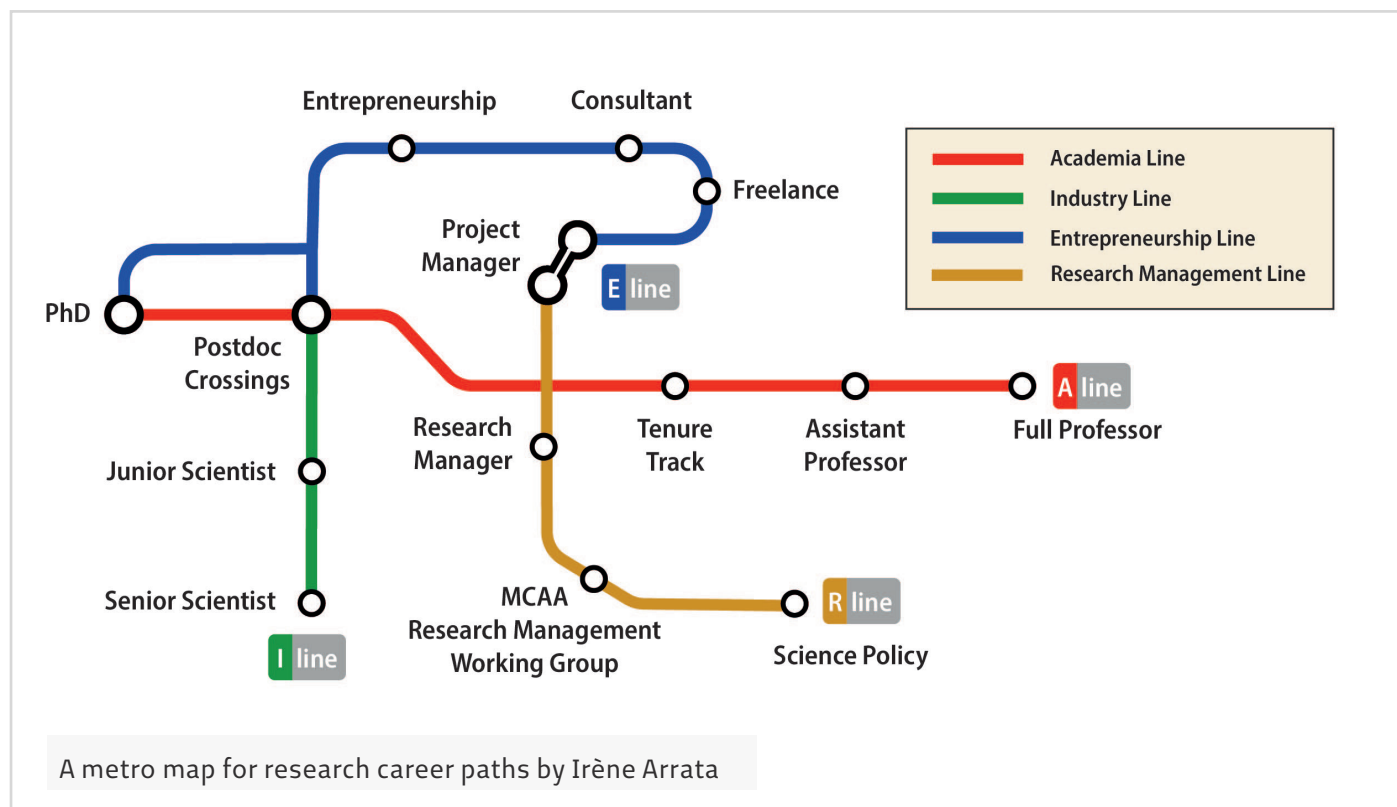 Entrepreneurship
Consultant
Freelance
Project
Manager
E line
PhD
Postdoc
Crossings
Academia Line
Industry Line
Entrepreneurship Line
Research Management Line
A line
Full Professor
Research
Manager
Tenure
Track
Assistant
Professor
Junior Scientist
Senior Scientist
I line
MCAA
Research Management
Working Group
R line
Science Policy
A metro map for research career paths by Irène Arrata